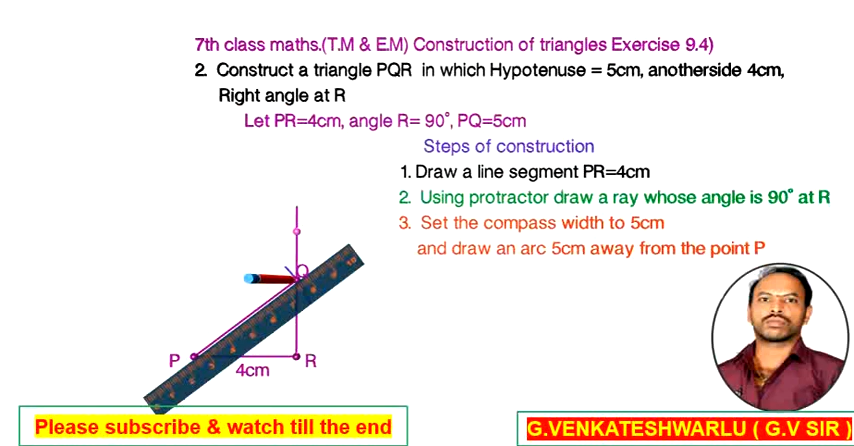 7th class maths.(T.M & E.M) Construction of triangles Exercise 9.4)
2. Construct a triangle PQR in which Hypotenuse = 5cm, anotherside 4cm,
Right angle at R
Let PR=4cm, angle R= 90°, PQ=5cm
Steps of construction
1. Draw a line segment PR=4cm
2. Using protractor draw a ray whose angle is 90° at R
3. Set the compass width to 5cm
and draw an arc 5cm away from the point P
Q
P
R
4cm
Please subscribe & watch till the end
G.VENKATESHWARLU ( G.V SIR )